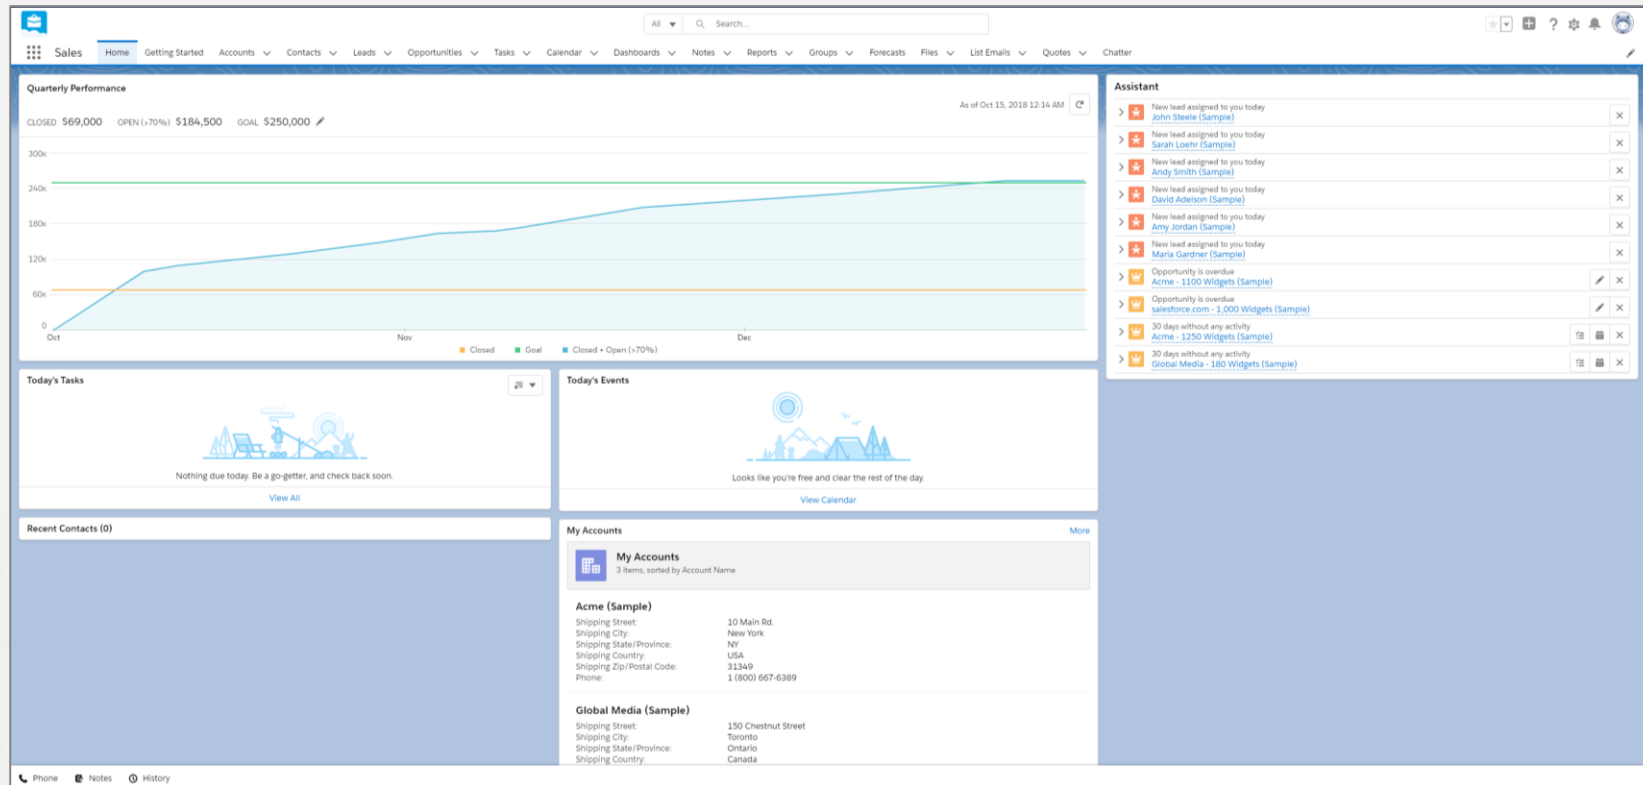 All
Search...
Sales
Home
Getting Started
Accounts
Contacts
Leads
Opportunities
Tasks
Calendar
Dashboards
Notes
Reports
Groups
Forecasts
Files
List Emails
Quotes
Chatter
Quarterly Performance
As of Oct 15, 2018 12:14 AM
CLOSED $69,000 OPEN (>70%) $184,500 GOAL $250,000
300K
240K
180K
120K
60K
0
Oct
Nov
Dec
Closed
Goal
Closed + Open (>70%)
Today's Tasks
Nothing due today. Be a go-getter, and check back soon.
View All
Recent Contacts (0)
Today's Events
Looks like you're free and clear the rest of the day.
View Calendar
My Accounts
More
My Accounts
3 items, sorted by Account Name
Acme (Sample)
Shipping Street: 10 Main Rd.
Shipping City: New York
Shipping State/Province: NY
Shipping Country: USA
Shipping Zip/Postal Code: 31349
Phone: 1 (800) 667-6389
Global Media (Sample)
Shipping Street: 150 Chestnut Street
Shipping City: Toronto
Shipping State/Province: Ontario
Shipping Country: Canada
Assistant
New lead assigned to you today
John Steele (Sample)
New lead assigned to you today
Sarah Loehr (Sample)
New lead assigned to you today
Andy Smith (Sample)
New lead assigned to you today
David Adelson (Sample)
New lead assigned to you today
Amy Jordan (Sample)
New lead assigned to you today
Maria Gardner (Sample)
Opportunity is overdue
Acme - 1100 Widgets (Sample)
Opportunity is overdue
salesforce.com - 1,000 Widgets (Sample)
30 days without any activity
Acme - 1250 Widgets (Sample)
30 days without any activity
Global Media - 180 Widgets (Sample)
Phone
Notes
History